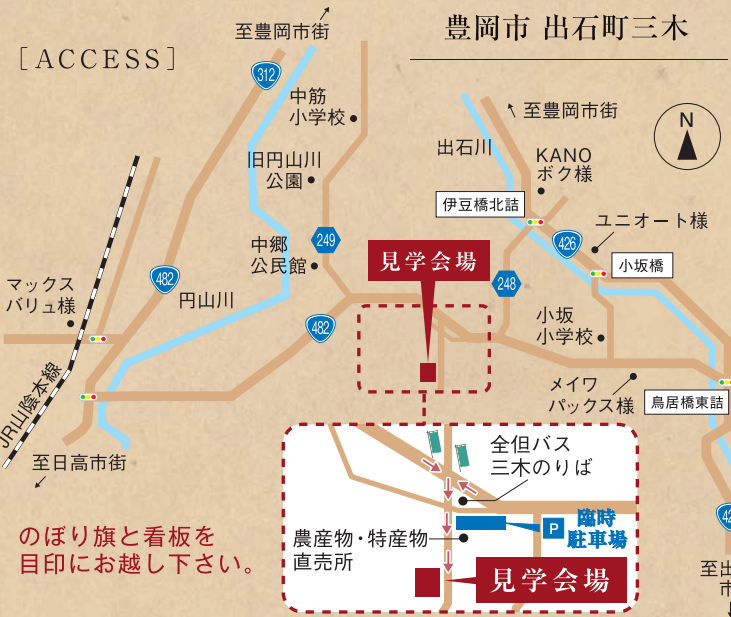 [ACCESS]
至豊岡市街
豊岡市 出石町三木
312
中筋
小学校
旧円山川
公園
249
中郷
公民館
482
円山川
マックス
バリュ様
JR山陰本線
至日高市街
482
見学会場
出石川
至豊岡市街
N
KANO
ボク様
伊豆橋北詰
ユニオート様
426
小坂橋
248
小坂
小学校
メイワ
パックス様
鳥居橋東詰
全但バス
三木のりば
農産物・特産物
直売所
P
臨時
駐車場
見学会場
のぼり旗と看板を
目印にお越し下さい。